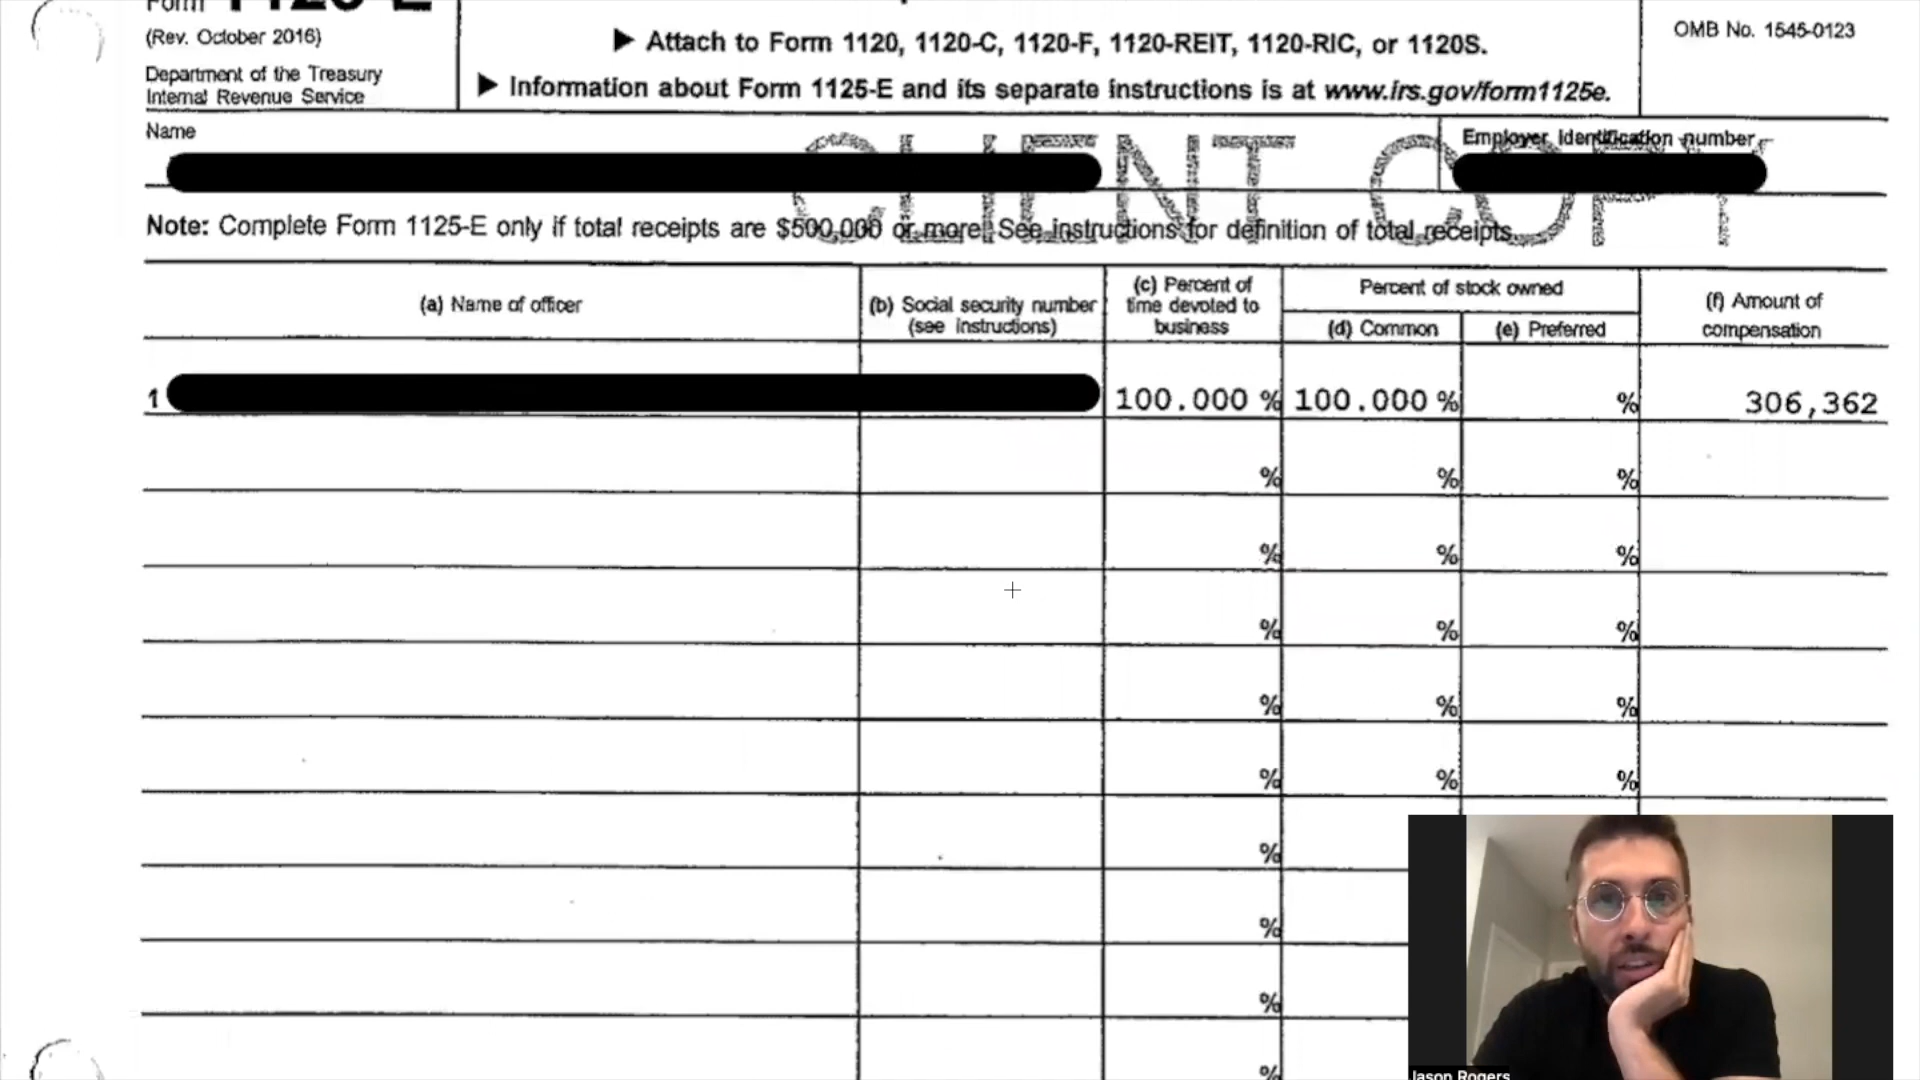 Form 1125-E
(Rev. October 2016)
Department of the Treasury
Internal Revenue Service
▶ Attach to Form 1120, 1120-C, 1120-F, 1120-REIT, 1120-RIC, or 1120S.
▶ Information about Form 1125-E and its separate instructions is at www.irs.gov/form1125e.
OMB No. 1545-0123
Name
Employer identification number
CLIENT COPY
Note: Complete Form 1125-E only if total receipts are $500,000 or more. See instructions for definition of total receipts.
(a) Name of officer
(b) Social security number
(see instructions)
(c) Percent of
time devoted to
business
Percent of stock owned
(d) Common
(e) Preferred
(f) Amount of
compensation
1 100.000 % 100.000 % % 306,362
% % %
% % %
% % %
% % %
% % %
%
%
%
%
Jason Rogers